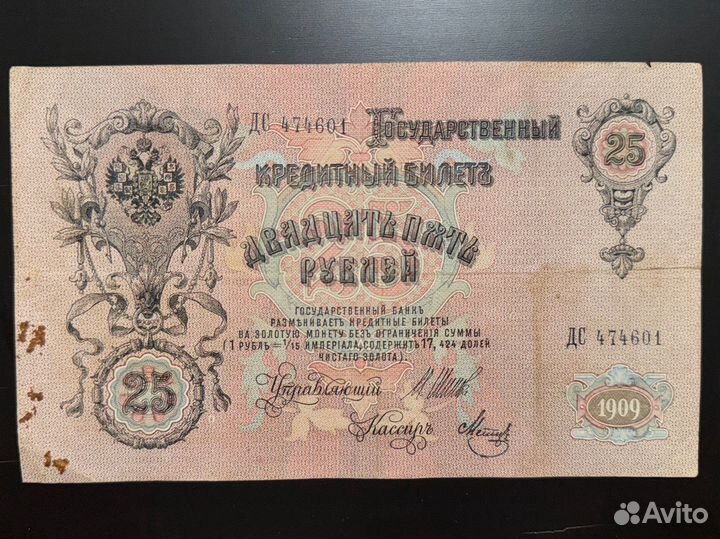 ДС 474601
Государственный
25
Кредитный Билетъ
Двадцать пять
рублей
Государственный Банкъ
размѣниваетъ кредитные билеты
на золотую монету безъ ограниченія суммы
(1 рубль = 1/15 имперіала, содержитъ 17,424 долей
чистаго золота).
ДС 474601
25
Управляющий
Кассиръ
1909
Avito